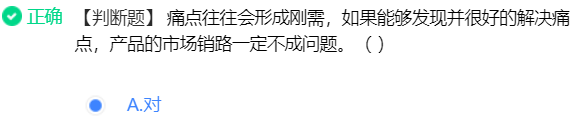 正确 【判断题】 痛点往往会形成刚需，如果能够发现并很好的解决痛
点，产品的市场销路一定不成问题。（ ）
A.对